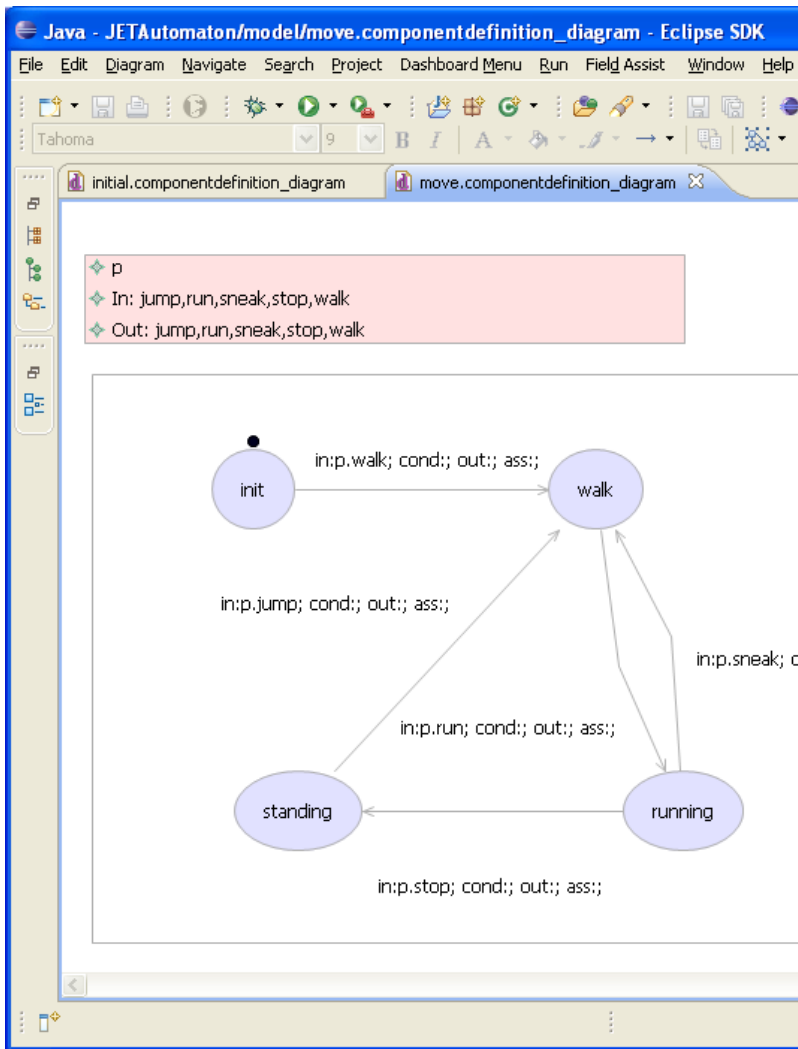 Java - JETAutomaton/model/move.componentdefinition_diagram - Eclipse SDK
File Edit Diagram Navigate Search Project Dashboard Menu Run Field Assist Window Help
Tahoma 9 B I A
initial.componentdefinition_diagram move.componentdefinition_diagram
p
In: jump,run,sneak,stop,walk
Out: jump,run,sneak,stop,walk
in:p.walk; cond:; out:; ass:;
init walk
in:p.jump; cond:; out:; ass:;
in:p.sneak; c
in:p.run; cond:; out:; ass:;
standing running
in:p.stop; cond:; out:; ass:;